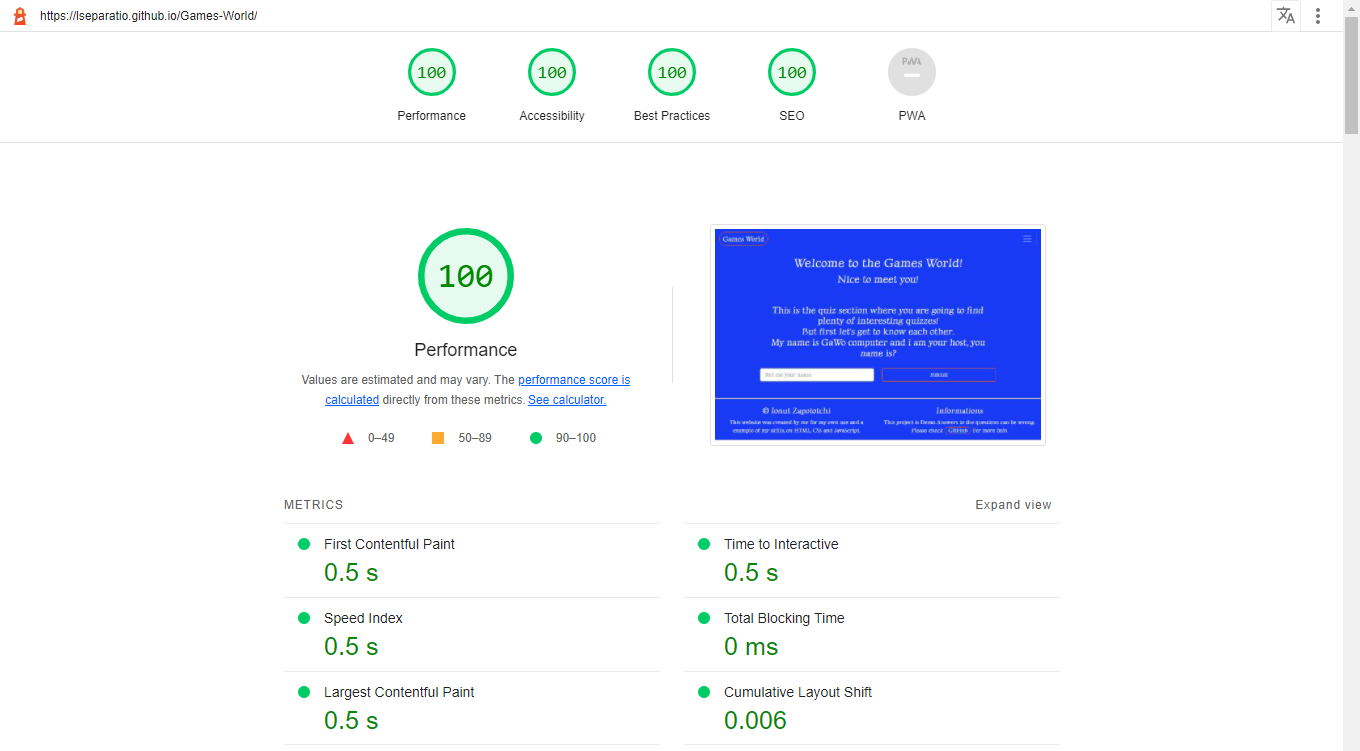 https://lseparatio.github.io/Games-World/
100 100 100 100 PWA
Performance Accessibility Best Practices SEO PWA
100
Performance
Values are estimated and may vary. The performance score is
calculated directly from these metrics. See calculator.
0–49 50–89 90–100
Games World
Welcome to the Games World!
Nice to meet you!
This is the quiz section where you are going to find
plenty of interesting quizzes!
But first let's get to know each other.
My name is GaWo computer and i am your host, you
name is?
Tell me your name
Submit
© Ionut Zapototchi
This website was created by me for my own use and a
example of my skills, on HTML, CSS and JavaScript.
Informations
This project is Demo Answers to the questions can be wrong.
Please check GitHub for more info.
METRICS Expand view
First Contentful Paint
0.5 s
Time to Interactive
0.5 s
Speed Index
0.5 s
Total Blocking Time
0 ms
Largest Contentful Paint
0.5 s
Cumulative Layout Shift
0.006